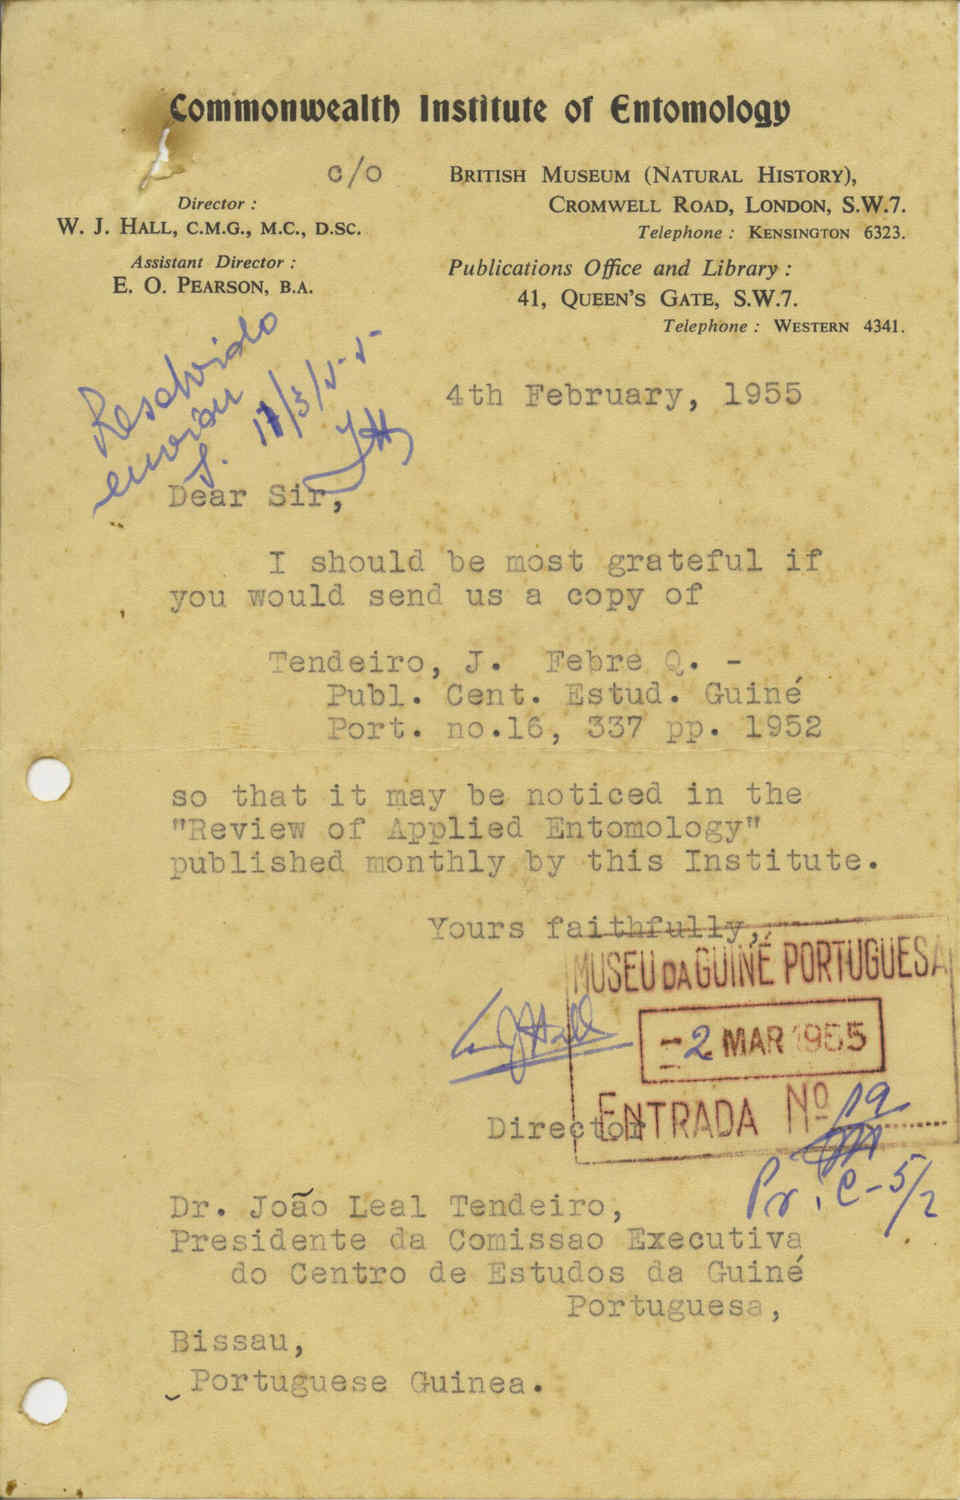 Commonwealth Institute of Entomology
c/o
BRITISH MUSEUM (NATURAL HISTORY),
CROMWELL ROAD, LONDON, S.W.7.
Telephone : KENSINGTON 6323.
Director :
W. J. HALL, C.M.G., M.C., D.SC.
Assistant Director :
E. O. PEARSON, B.A.
Publications Office and Library :
41, QUEEN'S GATE, S.W.7.
Telephone : WESTERN 4341.
Resolvido
enviar
4th February, 1955
Dear Sir,
I should be most grateful if
you would send us a copy of
Tendeiro, J. Febre Q. -
Publ. Cent. Estud. Guiné
Port. no.16, 337 pp. 1952
so that it may be noticed in the
"Review of Applied Entomology"
published monthly by this Institute.
Yours faithfully,
MUSEU DA GUINÉ PORTUGUESA
-2 MAR 1955
ENTRADA Nº 19
W J Hall
Director
Pr. C-5/2
Dr. João Leal Tendeiro,
Presidente da Comissao Executiva
do Centro de Estudos da Guiné
Portuguesa,
Bissau,
Portuguese Guinea.